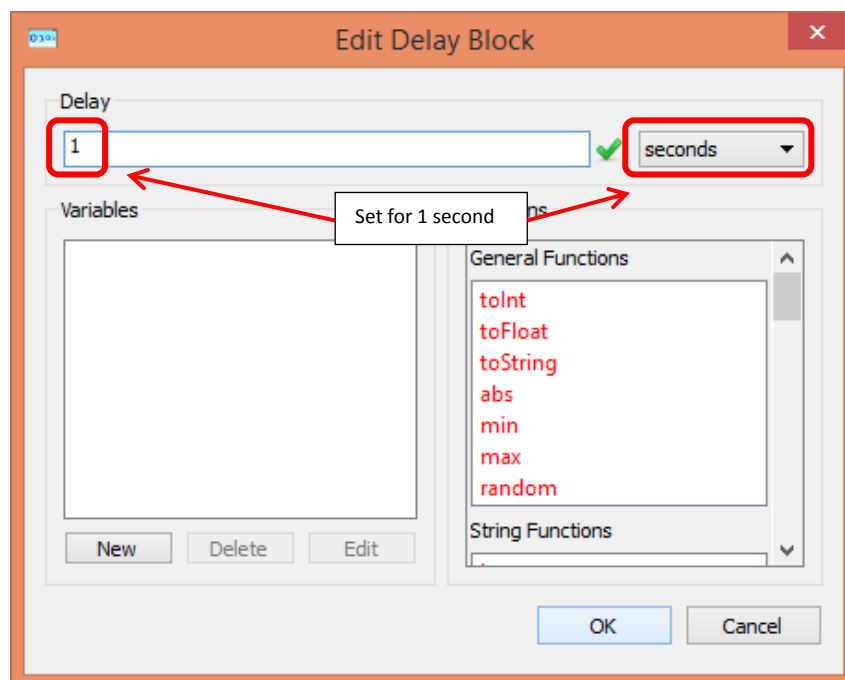 Edit Delay Block
Delay
1
seconds
Set for 1 second
Variables
General Functions
toInt
toFloat
toString
abs
min
max
random
String Functions
New
Delete
Edit
OK
Cancel